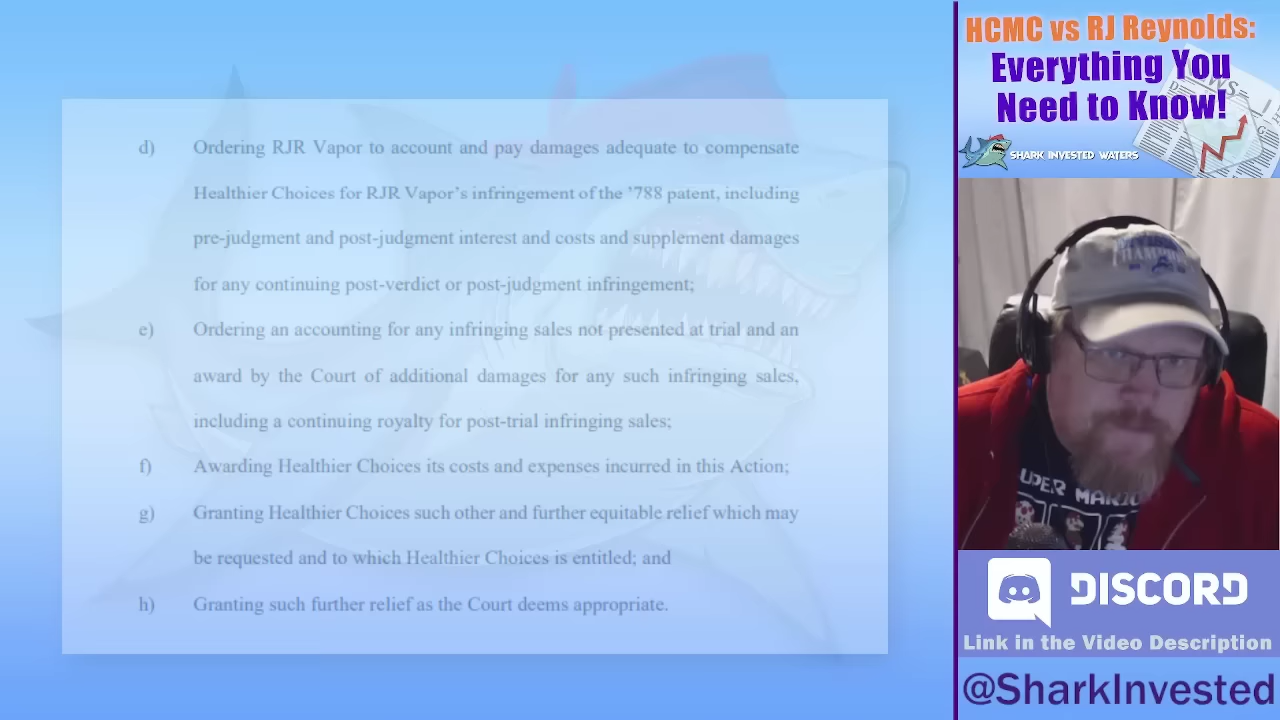 d) Ordering RJR Vapor to account and pay damages adequate to compensate
Healthier Choices for RJR Vapor's infringement of the '788 patent, including
pre-judgment and post-judgment interest and costs and supplement damages
for any continuing post-verdict or post-judgment infringement;
e) Ordering an accounting for any infringing sales not presented at trial and an
award by the Court of additional damages for any such infringing sales,
including a continuing royalty for post-trial infringing sales;
f) Awarding Healthier Choices its costs and expenses incurred in this Action;
g) Granting Healthier Choices such other and further equitable relief which may
be requested and to which Healthier Choices is entitled; and
h) Granting such further relief as the Court deems appropriate.
HCMC vs RJ Reynolds:
Everything You
Need to Know!
SHARK INVESTED WATERS
UPER MARIO
DISCORD
Link in the Video Description
@SharkInvested